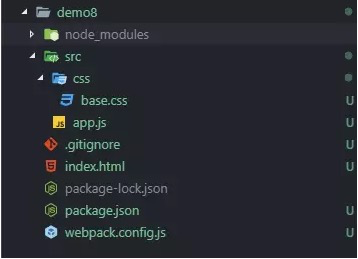 demo8
node_modules
src
css
base.css U
JS app.js U
.gitignore U
index.html U
package-lock.json
package.json U
webpack.config.js U